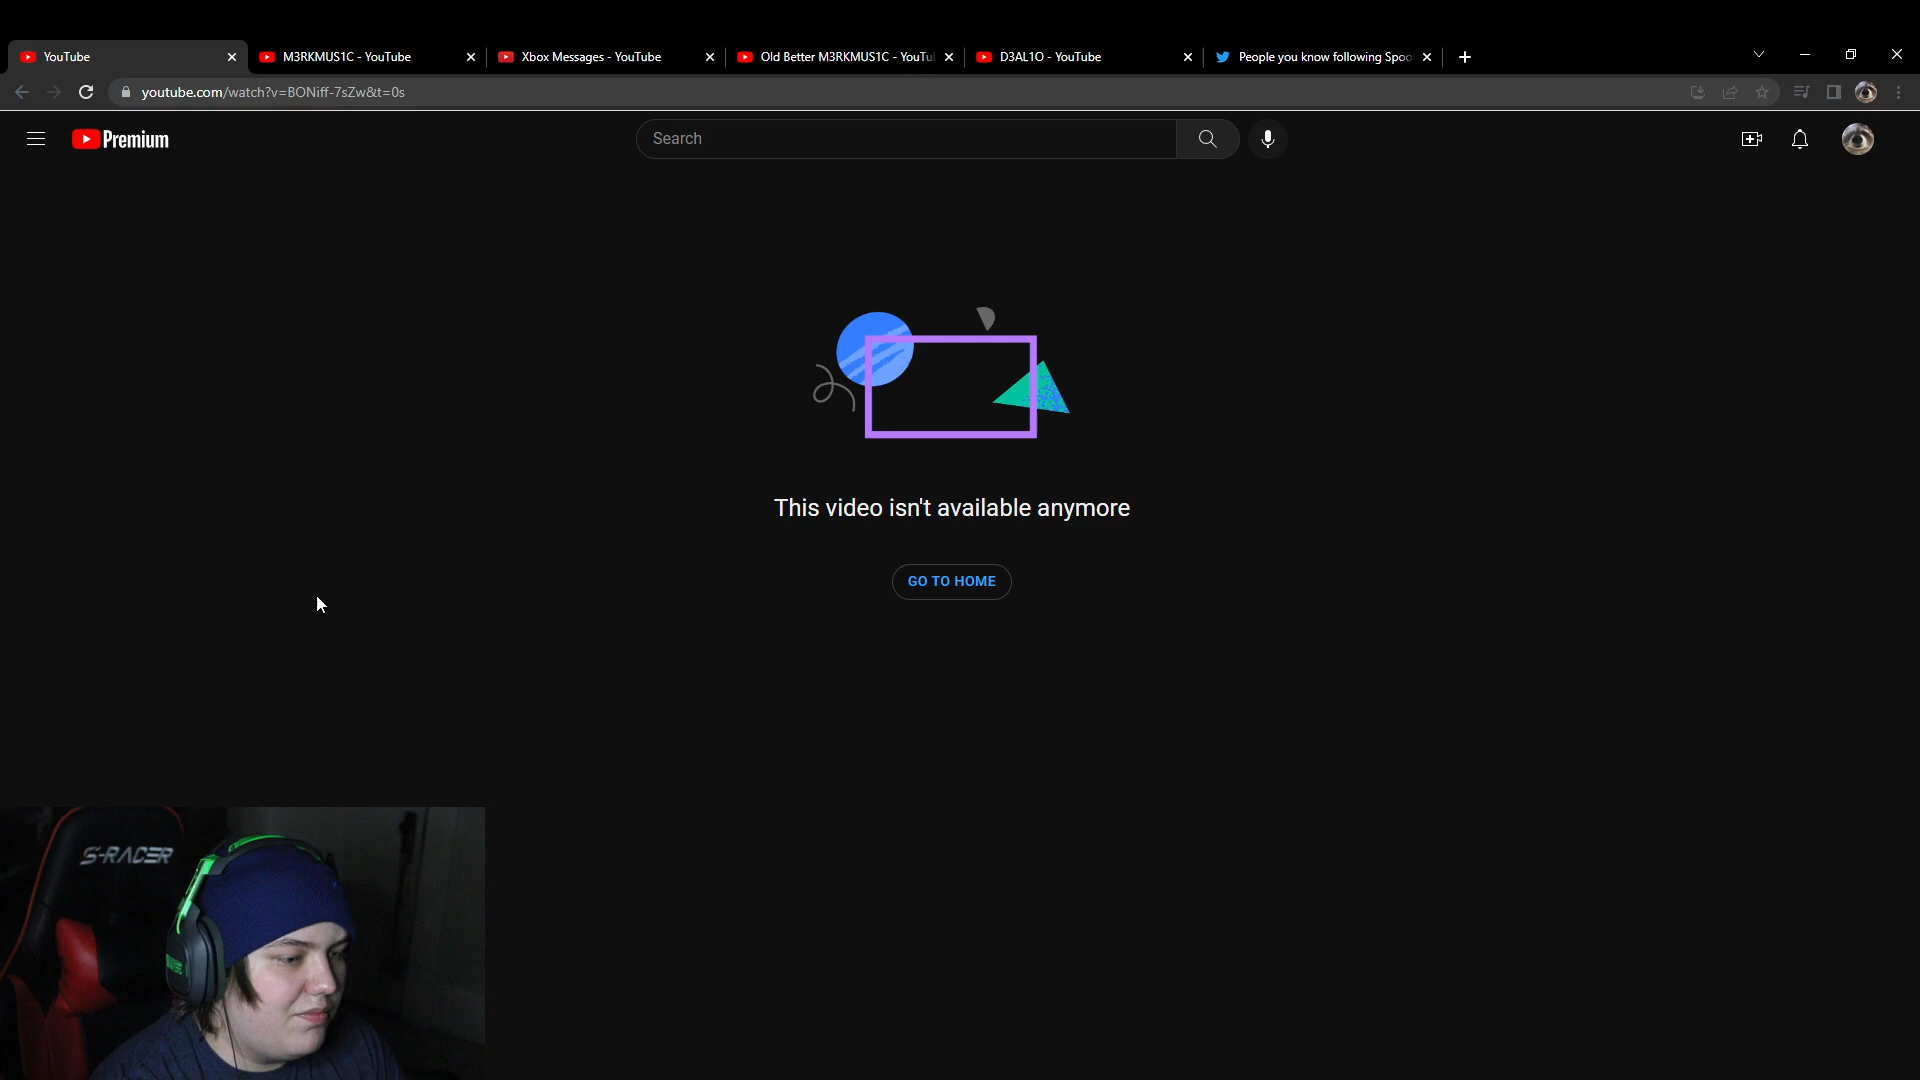 YouTube
M3RKMUS1C - YouTube
Xbox Messages - YouTube
Old Better M3RKMUS1C - YouTu
D3AL1O - YouTube
People you know following Spoo
youtube.com/watch?v=BONiff-7sZw&t=0s
Premium
Search
This video isn't available anymore
GO TO HOME
S-RACER